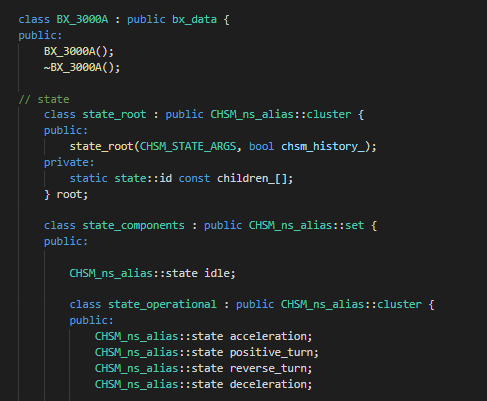 class BX_3000A : public bx_data {
public:
    BX_3000A();
    ~BX_3000A();
// state
    class state_root : public CHSM_ns_alias::cluster {
    public:
        state_root(CHSM_STATE_ARGS, bool chsm_history_);
    private:
        static state::id const children_[];
    } root;
    class state_components : public CHSM_ns_alias::set {
    public:
        CHSM_ns_alias::state idle;
        class state_operational : public CHSM_ns_alias::cluster {
        public:
            CHSM_ns_alias::state acceleration;
            CHSM_ns_alias::state positive_turn;
            CHSM_ns_alias::state reverse_turn;
            CHSM_ns_alias::state deceleration;